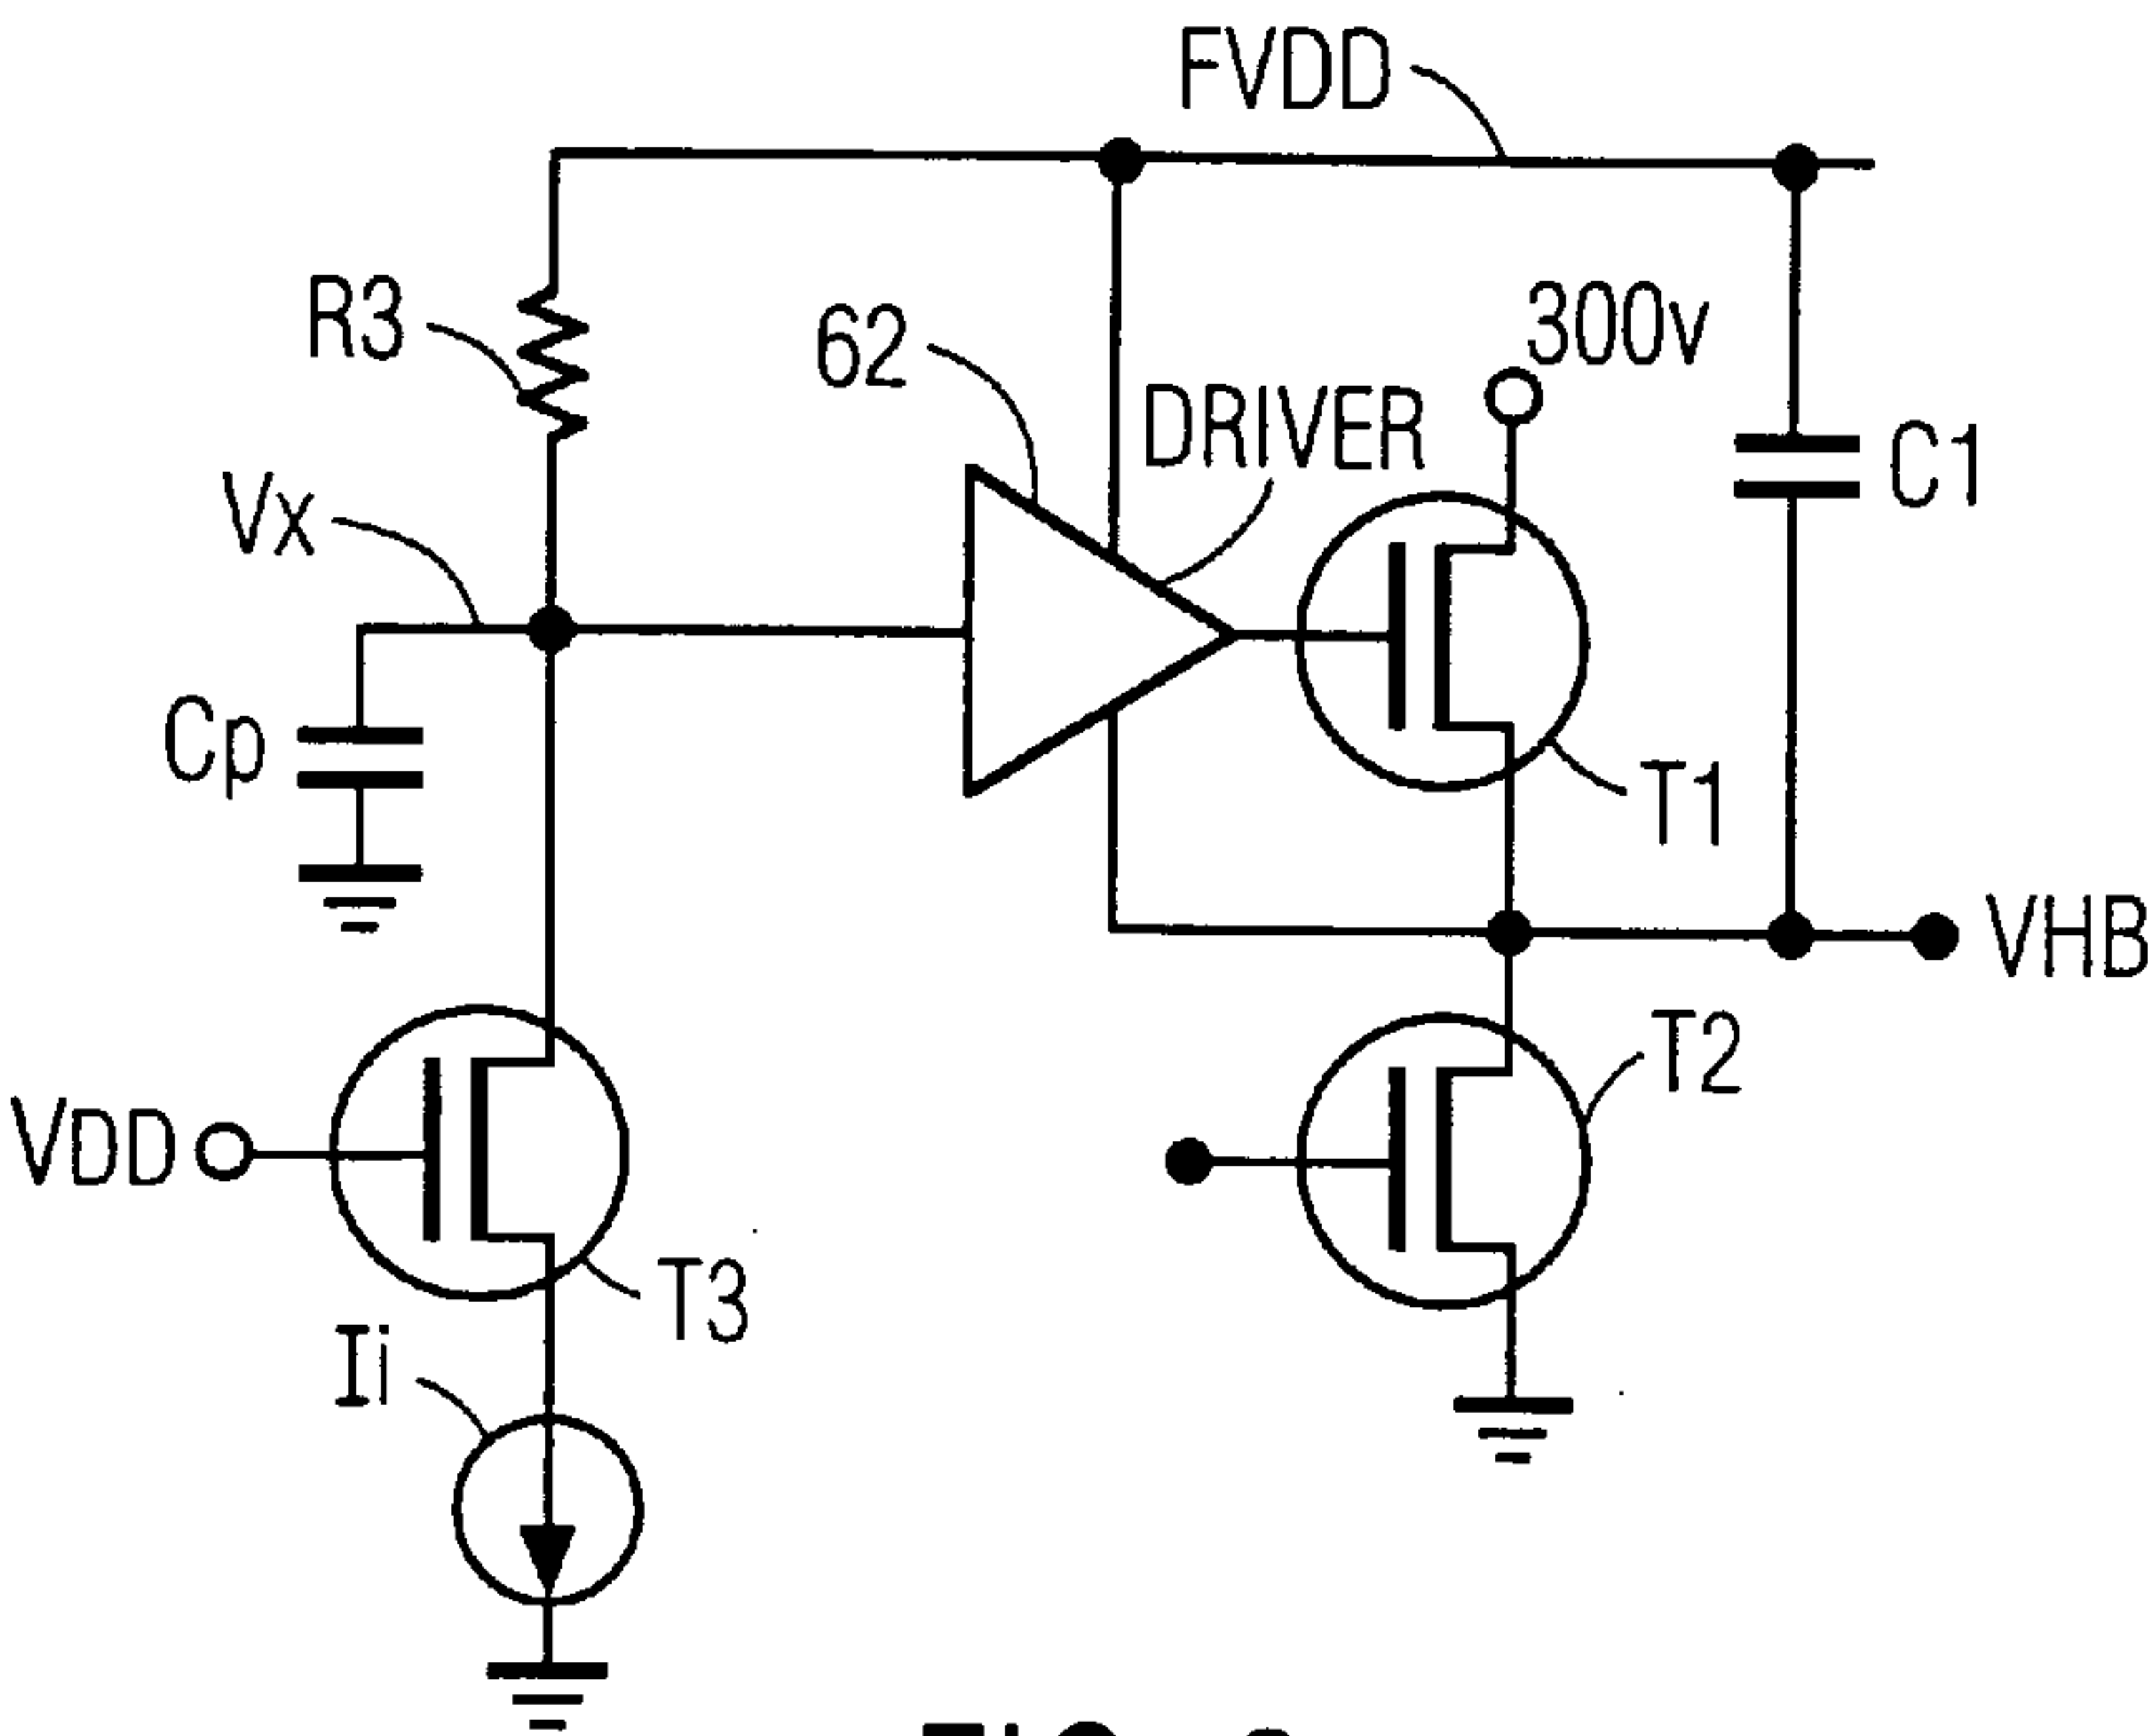 FVDD
R3
62
300v
DRIVER
C1
Vx
Cp
T1
VHB
T2
VDD
T3
Ii